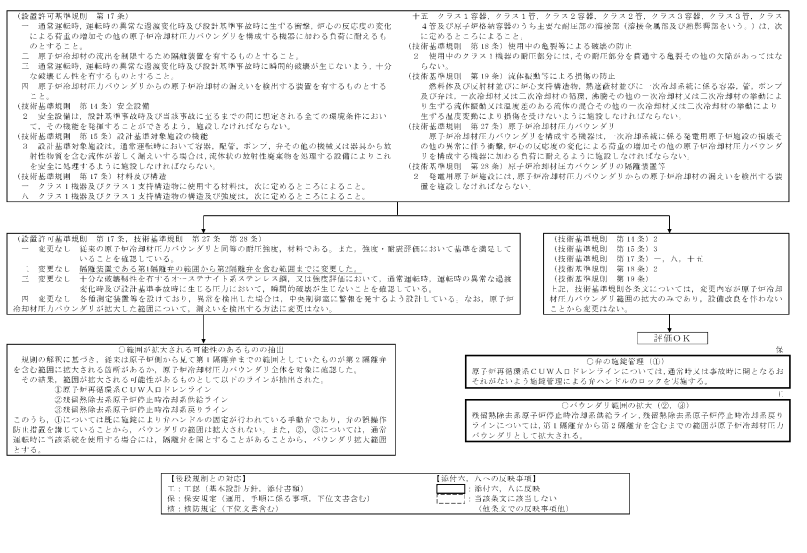 (設置許可基準規則　第17条)
一　通常運転時、運転時の異常な過渡変化時及び設計基準事故時に生ずる衝撃、炉心の反応度の変化
による荷重の増加その他の原子炉冷却材圧力バウンダリを構成する機器に加わる負荷に耐えるも
のとすること。
二　原子炉冷却材の流出を制限するため隔離装置を有するものとすること。
三　通常運転時、運転時の異常な過渡変化時及び設計基準事故時に瞬間的破壊が生じないよう、十分
な破壊じん性を有するものとすること。
四　原子炉冷却材圧力バウンダリからの原子炉冷却材の漏えいを検出する装置を有するものとする
こと。
(技術基準規則　第14条) 安全設備
２　安全設備は、設計基準事故時及び当該事故に至るまでの間に想定される全ての環境条件におい
て、その機能を発揮することができるよう、施設しなければならない。
(技術基準規則　第15条) 設計基準対象施設の機能
３　設計基準対象施設は、通常運転時において容器、配管、ポンプ、弁その他の機械又は器具から放
射性物質を含む流体が著しく漏えいする場合は、流体状の放射性廃棄物を処理する設備によりこれ
を安全に処理するように施設しなければならない。
(技術基準規則　第17条) 材料及び構造
一　クラス１機器及びクラス１支持構造物に使用する材料は、次に定めるところによること。
八　クラス１機器及びクラス１支持構造物の構造及び強度は、次に定めるところによること。
十五　クラス１容器、クラス１管、クラス２容器、クラス２管、クラス３容器、クラス３管、クラス
４管及び原子炉格納容器のうち主要な耐圧部の溶接部（溶接金属部及び熱影響部をいう。）は、次
に定めるところによること。
(技術基準規則　第18条) 使用中の亀裂等による破壊の防止
２　使用中のクラス１機器の耐圧部分には、その耐圧部分を貫通する亀裂その他の欠陥があってはな
らない。
(技術基準規則　第19条) 流体振動等による損傷の防止
燃料体及び反射材並びに炉心支持構造物、熱遮蔽材並びに一次冷却系統に係る容器、管、ポンプ
及び弁は、一次冷却材又は二次冷却材の循環、沸騰その他の一次冷却材又は二次冷却材の挙動によ
り生ずる流体振動又は温度差のある流体の混合その他の一次冷却材又は二次冷却材の挙動により
生ずる温度変動により損傷を受けないように施設しなければならない。
(技術基準規則　第27条) 原子炉冷却材圧力バウンダリ
原子炉冷却材圧力バウンダリを構成する機器は、一次冷却系統に係る発電用原子炉施設の損壊そ
の他の異常に伴う衝撃、炉心の反応度の変化による荷重の増加その他の原子炉冷却材圧力バウンダ
リを構成する機器に加わる負荷に耐えるように施設しなければならない。
(技術基準規則　第28条) 原子炉冷却材圧力バウンダリの隔離装置等
２　発電用原子炉施設には、原子炉冷却材圧力バウンダリからの原子炉冷却材の漏えいを検出する装
置を施設しなければならない。
(設置許可基準規則　第17条、技術基準規則　第27条　第28条)
一　変更なし　従来の原子炉冷却材圧力バウンダリと同等の耐圧強度、材料である。また、強度・耐震評価において基準を満足して
いることを確認している。
二　変更なし　隔離装置である第1隔離弁の範囲から第2隔離弁を含む範囲までに変更した。
三　変更なし　十分な破壊靭性を有するオーステナイト系ステンレス鋼、又は強度評価において、通常運転時、運転時の異常な過渡
変化時及び設計基準事故時に生じる圧力において、瞬間的破壊が生じないことを確認している。
四　変更なし　各種測定装置等を設けており、異常を検出した場合は、中央制御室に警報を発するよう設計している。なお、原子炉
冷却材圧力バウンダリが拡大した範囲について、漏えいを検出する方法に変更はない。
(技術基準規則　第14条) 2
(技術基準規則　第15条) 3
(技術基準規則　第17条) 一、八、十五
(技術基準規則　第18条) 2
(技術基準規則　第19条)
上記、技術基準規則各条文については、変更内容が原子炉冷却
材圧力バウンダリ範囲の拡大のみであり、設備改良を伴わない
ことから変更はない。
評価OK
○範囲が拡大される可能性のあるものの抽出
規則の解釈に基づき、従来は原子炉側から見て第１隔離弁までの範囲としていたものが第２隔離弁
を含む範囲に拡大される箇所があるか、原子炉冷却材圧力バウンダリ全体を対象に確認した。
その結果、範囲が拡大される可能性があるものとして以下のラインが抽出された。
①原子炉再循環系CUW入口ドレンライン
②残留熱除去系原子炉停止時冷却系供給ライン
③残留熱除去系原子炉停止時冷却系戻りライン
このうち、①については既に施錠により弁ハンドルの固定が行われている手動弁であり、弁の誤操作
防止措置を講じていることから、バウンダリの範囲は拡大されない。また、②、③については、通常
運転時に当該系統を使用する場合には、隔離弁を開とすることがあることから、バウンダリ拡大範囲
とする。
保
○弁の施錠管理（①）
原子炉再循環系CUW入口ドレンラインについては、通常時又は事故時に開となるお
それがないよう施錠管理による弁ハンドルのロックを実施する。
工
○バウンダリ範囲の拡大（②、③）
残留熱除去系原子炉停止時冷却系供給ライン、残留熱除去系原子炉停止時冷却系戻り
ラインについては、第１隔離弁から第２隔離弁を含むまでの範囲が原子炉冷却材圧力
バウンダリとして拡大される。
【後段規制との対応】
工：工認（基本設計方針、添付書類）
保：保安規定（運用、手順に係る事項、下位文書含む）
核：核防規定（下位文書含む）
【添付六、八への反映事項】
：添付六、八に反映
：当該条文に該当しない
（他条文での反映事項他）